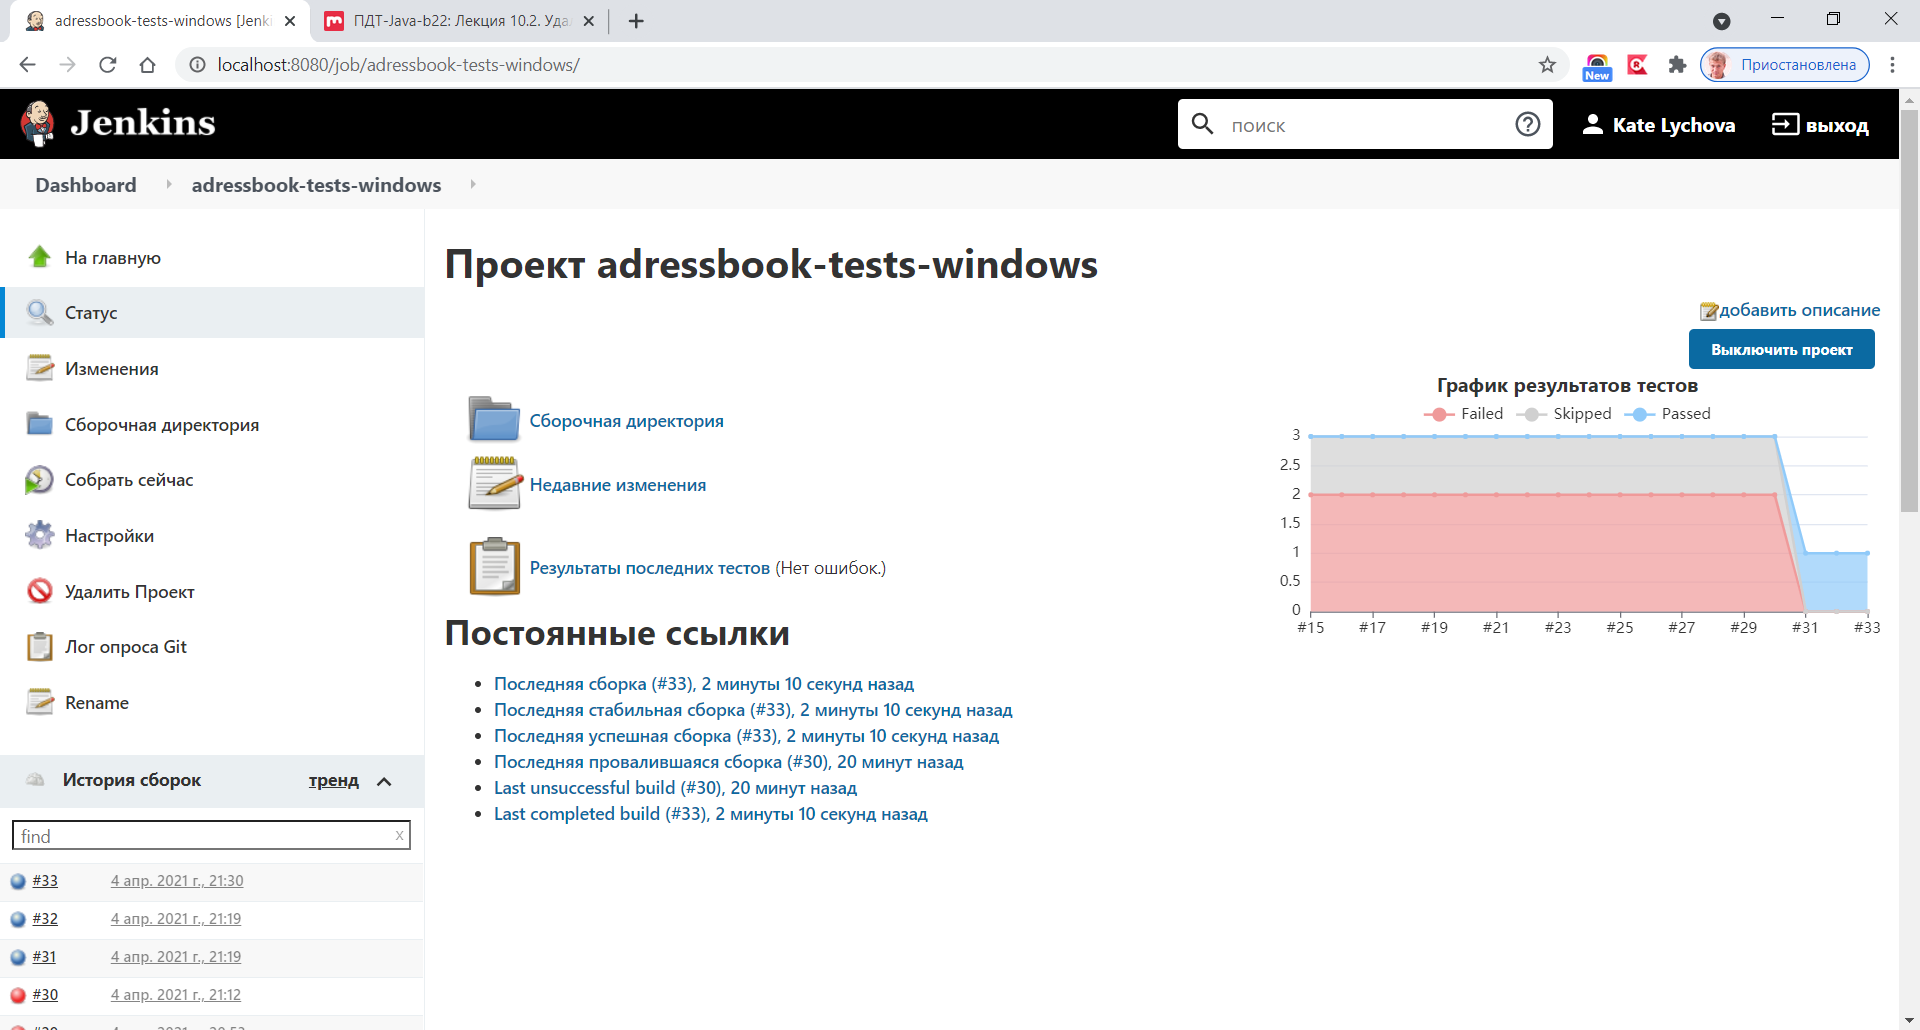 adressbook-tests-windows [Jenki
ПДТ-Java-b22: Лекция 10.2. Уда
localhost:8080/job/adressbook-tests-windows/
New
Приостановлена
Jenkins
поиск
Kate Lychova
выход
Dashboard
adressbook-tests-windows
На главную
Статус
Изменения
Сборочная директория
Собрать сейчас
Настройки
Удалить Проект
Лог опроса Git
Rename
История сборок
тренд
find
x
#33 4 апр. 2021 г., 21:30
#32 4 апр. 2021 г., 21:19
#31 4 апр. 2021 г., 21:19
#30 4 апр. 2021 г., 21:12
Проект adressbook-tests-windows
добавить описание
Выключить проект
Сборочная директория
Недавние изменения
Результаты последних тестов (Нет ошибок.)
График результатов тестов
Failed Skipped Passed
3
2.5
2
1.5
1
0.5
0
#15 #17 #19 #21 #23 #25 #27 #29 #31 #33
Постоянные ссылки
Последняя сборка (#33), 2 минуты 10 секунд назад
Последняя стабильная сборка (#33), 2 минуты 10 секунд назад
Последняя успешная сборка (#33), 2 минуты 10 секунд назад
Последняя провалившаяся сборка (#30), 20 минут назад
Last unsuccessful build (#30), 20 минут назад
Last completed build (#33), 2 минуты 10 секунд назад